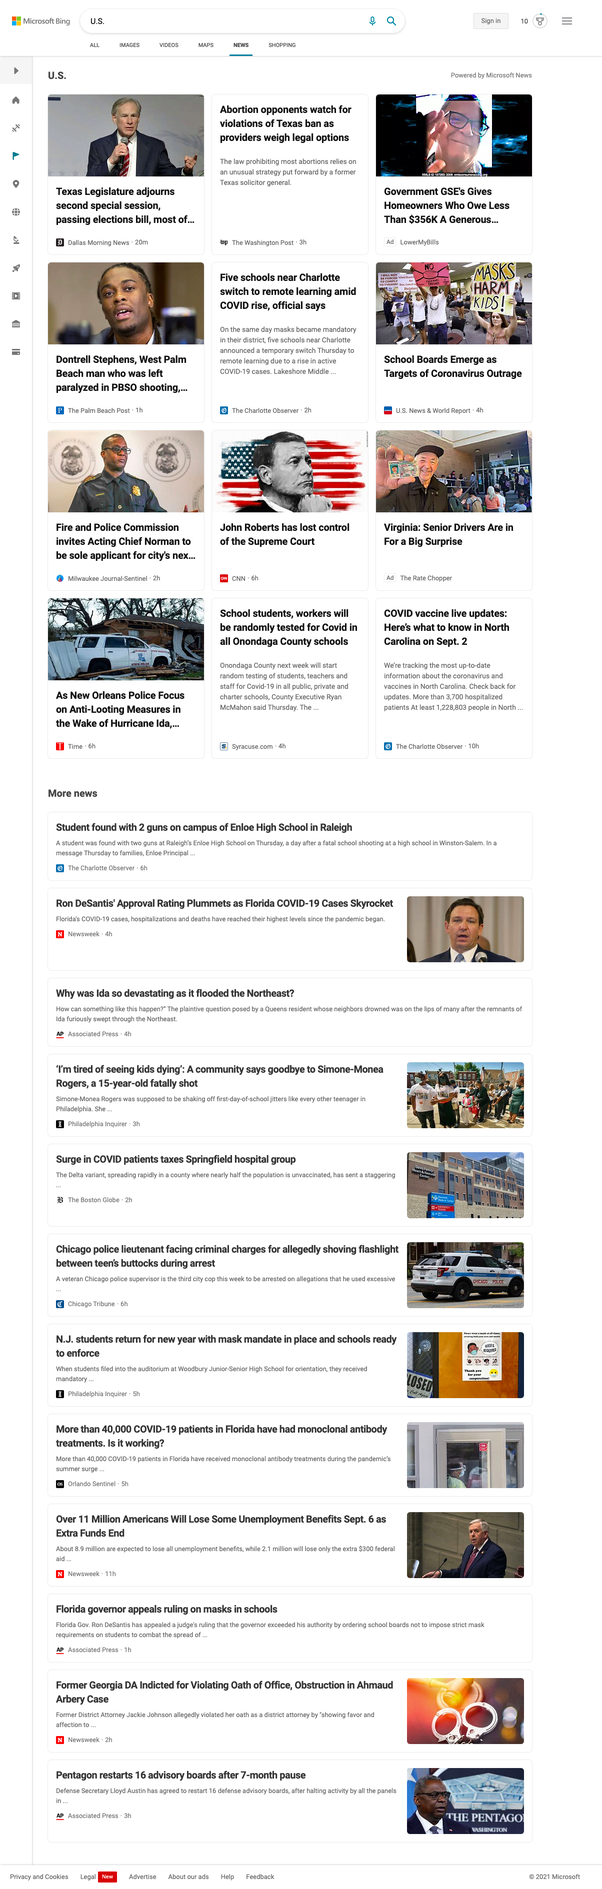 Microsoft Bing
U.S.
Sign in
10
ALL
IMAGES
VIDEOS
MAPS
NEWS
SHOPPING
U.S.
Powered by Microsoft News
Texas Legislature adjourns
second special session,
passing elections bill, most of...
Dallas Morning News · 20m
Abortion opponents watch for
violations of Texas ban as
providers weigh legal options
The law prohibiting most abortions relies on
an unusual strategy put forward by a former
Texas solicitor general.
wp The Washington Post · 3h
Government GSE's Gives
Homeowners Who Owe Less
Than $356K A Generous...
Ad LowerMyBills
Dontrell Stephens, West Palm
Beach man who was left
paralyzed in PBSO shooting,...
The Palm Beach Post · 1h
Five schools near Charlotte
switch to remote learning amid
COVID rise, official says
On the same day masks became mandatory
in their district, five schools near Charlotte
announced a temporary switch Thursday to
remote learning due to a rise in active
COVID-19 cases. Lakeshore Middle ...
The Charlotte Observer · 2h
NO
MASKS
HARM
KIDS!
School Boards Emerge as
Targets of Coronavirus Outrage
U.S. News & World Report · 4h
Fire and Police Commission
invites Acting Chief Norman to
be sole applicant for city's nex...
Milwaukee Journal-Sentinel · 2h
John Roberts has lost control
of the Supreme Court
CNN · 6h
Virginia: Senior Drivers Are in
For a Big Surprise
Ad The Rate Chopper
As New Orleans Police Focus
on Anti-Looting Measures in
the Wake of Hurricane Ida,...
T Time · 6h
School students, workers will
be randomly tested for Covid in
all Onondaga County schools
Onondaga County next week will start
random testing of students, teachers and
staff for Covid-19 in all public, private and
charter schools, County Executive Ryan
McMahon said Thursday. The ...
S Syracuse.com · 4h
COVID vaccine live updates:
Here's what to know in North
Carolina on Sept. 2
We're tracking the most up-to-date
information about the coronavirus and
vaccines in North Carolina. Check back for
updates. More than 3,700 hospitalized
patients At least 1,228,803 people in North ...
The Charlotte Observer · 10h
More news
Student found with 2 guns on campus of Enloe High School in Raleigh
A student was found with two guns at Raleigh's Enloe High School on Thursday, a day after a fatal school shooting at a high school in Winston-Salem. In a
message Thursday to families, Enloe Principal ...
The Charlotte Observer · 6h
Ron DeSantis' Approval Rating Plummets as Florida COVID-19 Cases Skyrocket
Florida's COVID-19 cases, hospitalizations and deaths have reached their highest levels since the pandemic began.
N Newsweek · 4h
Why was Ida so devastating as it flooded the Northeast?
How can something like this happen?" The plaintive question posed by a Queens resident whose neighbors drowned was on the lips of many after the remnants of
Ida furiously swept through the Northeast.
AP Associated Press · 4h
'I'm tired of seeing kids dying': A community says goodbye to Simone-Monea
Rogers, a 15-year-old fatally shot
Simone-Monea Rogers was supposed to be shaking off first-day-of-school jitters like every other teenager in
Philadelphia. She ...
Philadelphia Inquirer · 3h
Surge in COVID patients taxes Springfield hospital group
The Delta variant, spreading rapidly in a county where nearly half the population is unvaccinated, has sent a staggering
...
B The Boston Globe · 2h
Chicago police lieutenant facing criminal charges for allegedly shoving flashlight
between teen's buttocks during arrest
A veteran Chicago police supervisor is the third city cop this week to be arrested on allegations that he used excessive
...
Chicago Tribune · 6h
CHICAGO POLICE
N.J. students return for new year with mask mandate in place and schools ready
to enforce
When students filed into the auditorium at Woodbury Junior-Senior High School for orientation, they received
mandatory ...
Philadelphia Inquirer · 5h
LOSED
Thank you
More than 40,000 COVID-19 patients in Florida have had monoclonal antibody
treatments. Is it working?
More than 40,000 COVID-19 patients in Florida have received monoclonal antibody treatments during the pandemic's
summer surge ...
OS Orlando Sentinel · 5h
Over 11 Million Americans Will Lose Some Unemployment Benefits Sept. 6 as
Extra Funds End
About 8.9 million are expected to lose all unemployment benefits, while 2.1 million will lose only the extra $300 federal
aid ...
N Newsweek · 11h
Florida governor appeals ruling on masks in schools
Florida Gov. Ron DeSantis has appealed a judge's ruling that the governor exceeded his authority by ordering school boards not to impose strict mask
requirements on students to combat the spread of ...
AP Associated Press · 1h
Former Georgia DA Indicted for Violating Oath of Office, Obstruction in Ahmaud
Arbery Case
Former District Attorney Jackie Johnson allegedly violated her oath as a district attorney by "showing favor and
affection to ...
N Newsweek · 2h
Pentagon restarts 16 advisory boards after 7-month pause
Defense Secretary Lloyd Austin has agreed to restart 16 defense advisory boards, after halting activity by all the panels
in ...
AP Associated Press · 3h
THE PENTAGO
WASHINGTON
Privacy and Cookies
Legal
New
Advertise
About our ads
Help
Feedback
© 2021 Microsoft